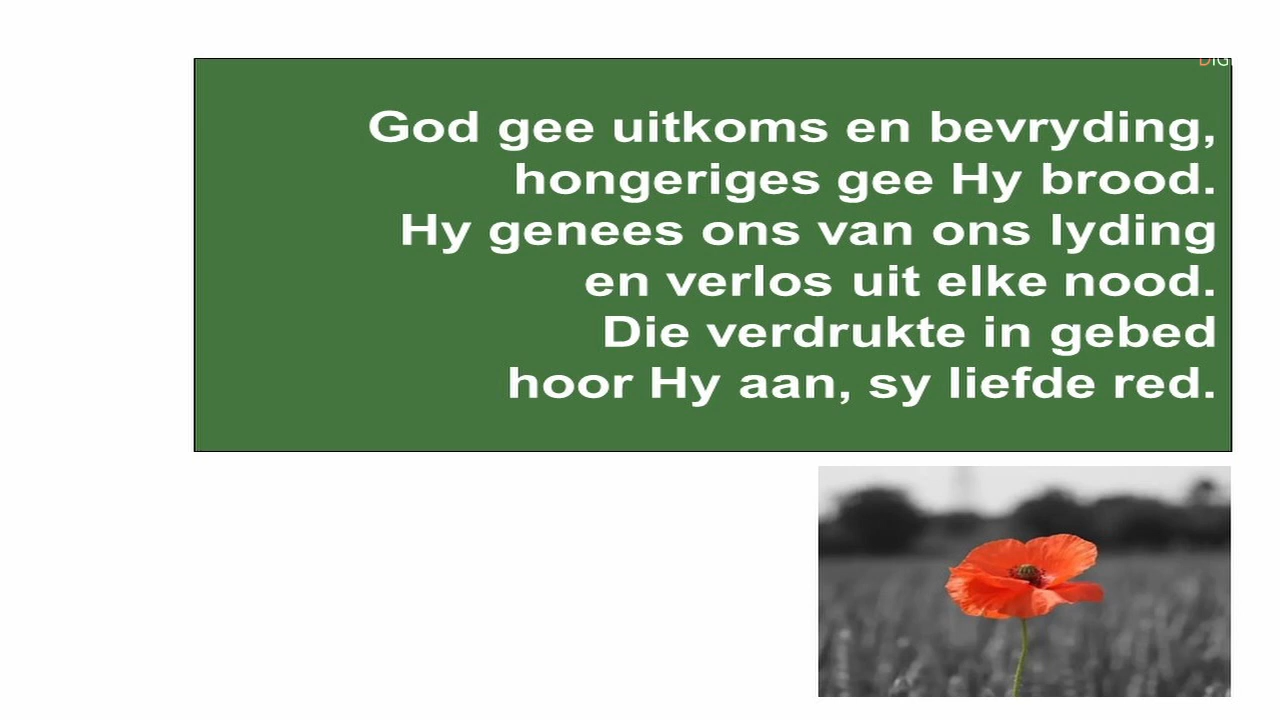 DIG
God gee uitkoms en bevryding,
hongeriges gee Hy brood.
Hy genees ons van ons lyding
en verlos uit elke nood.
Die verdrukte in gebed
hoor Hy aan, sy liefde red.